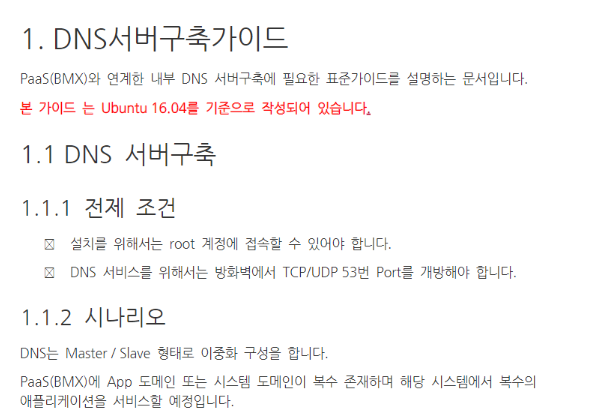 1. DNS서버구축가이드
PaaS(BMX)와 연계한 내부 DNS 서버구축에 필요한 표준가이드를 설명하는 문서입니다.
본 가이드 는 Ubuntu 16.04를 기준으로 작성되어 있습니다.
1.1 DNS 서버구축
1.1.1 전제 조건
설치를 위해서는 root 계정에 접속할 수 있어야 합니다.
DNS 서비스를 위해서는 방화벽에서 TCP/UDP 53번 Port를 개방해야 합니다.
1.1.2 시나리오
DNS는 Master / Slave 형태로 이중화 구성을 합니다.
PaaS(BMX)에 App 도메인 또는 시스템 도메인이 복수 존재하며 해당 시스템에서 복수의
애플리케이션을 서비스할 예정입니다.